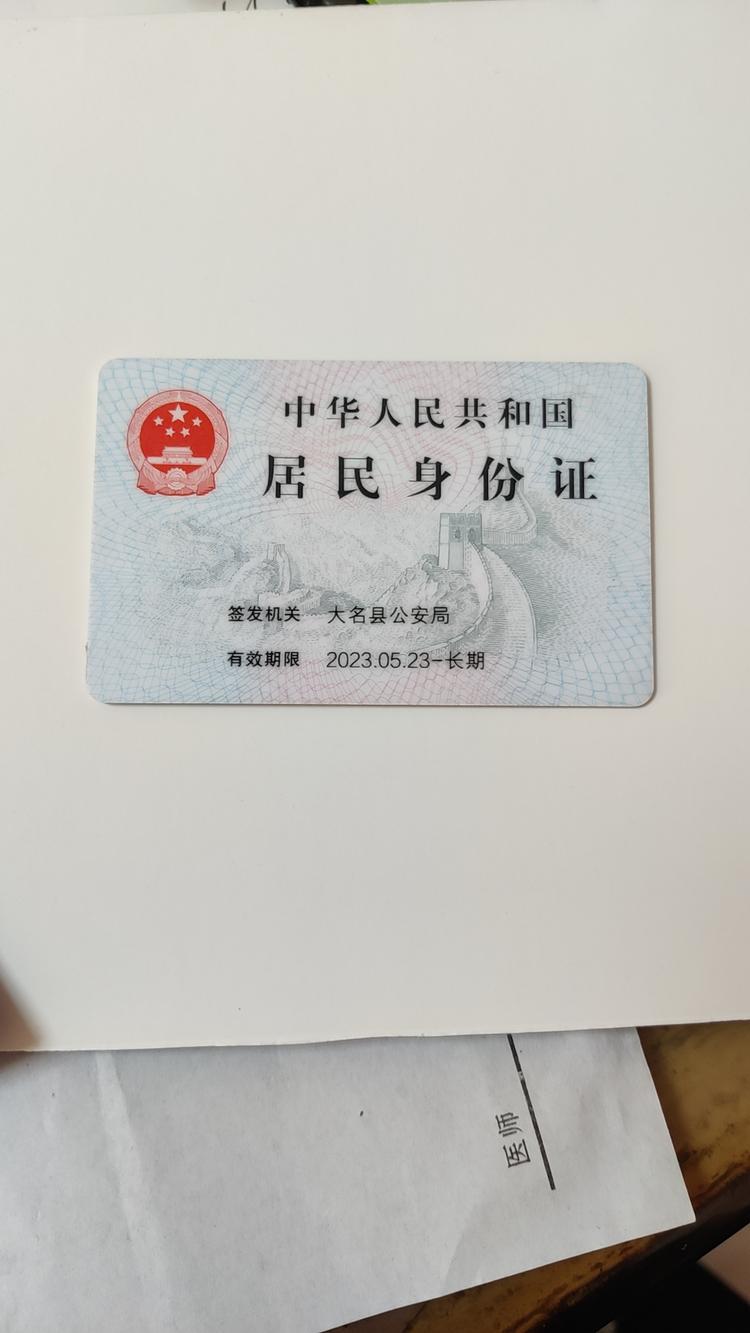 中华人民共和国
居民身份证
签发机关 大名县公安局
有效期限 2023.05.23-长期
医师